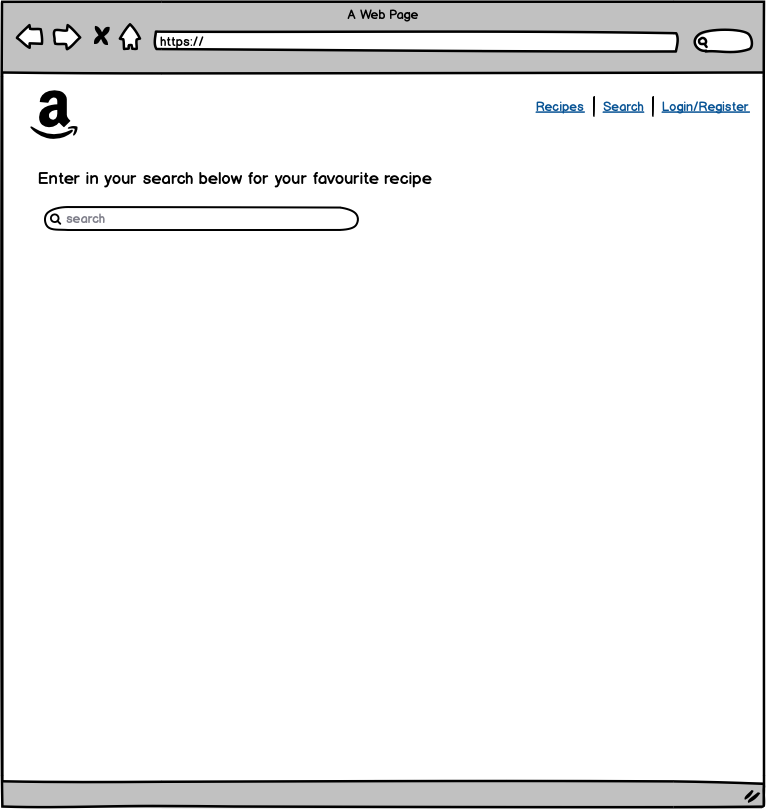 A Web Page
https://
a
Recipes Search Login/Register
Enter in your search below for your favourite recipe
search